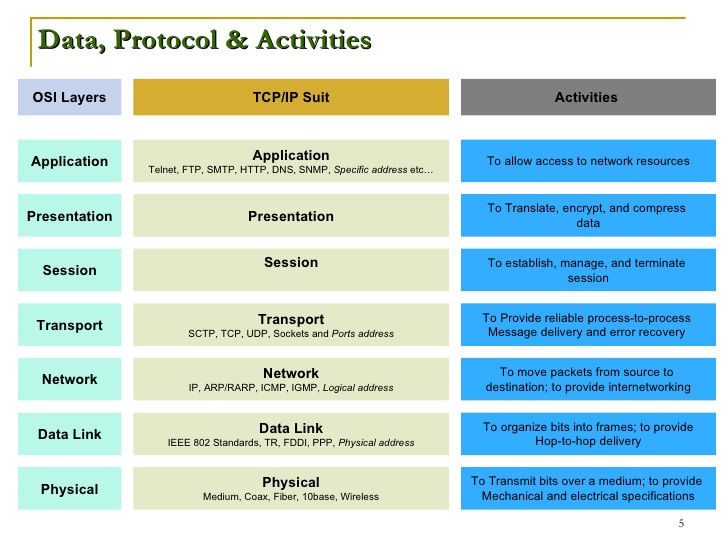 Data, Protocol & Activities
OSI Layers
TCP/IP Suit
Activities
Application
Application
Telnet, FTP, SMTP, HTTP, DNS, SNMP, Specific address etc…
To allow access to network resources
Presentation
Presentation
To Translate, encrypt, and compress
data
Session
Session
To establish, manage, and terminate
session
Transport
Transport
SCTP, TCP, UDP, Sockets and Ports address
To Provide reliable process-to-process
Message delivery and error recovery
Network
Network
IP, ARP/RARP, ICMP, IGMP, Logical address
To move packets from source to
destination; to provide internetworking
Data Link
Data Link
IEEE 802 Standards, TR, FDDI, PPP, Physical address
To organize bits into frames; to provide
Hop-to-hop delivery
Physical
Physical
Medium, Coax, Fiber, 10base, Wireless
To Transmit bits over a medium; to provide
Mechanical and electrical specifications
5